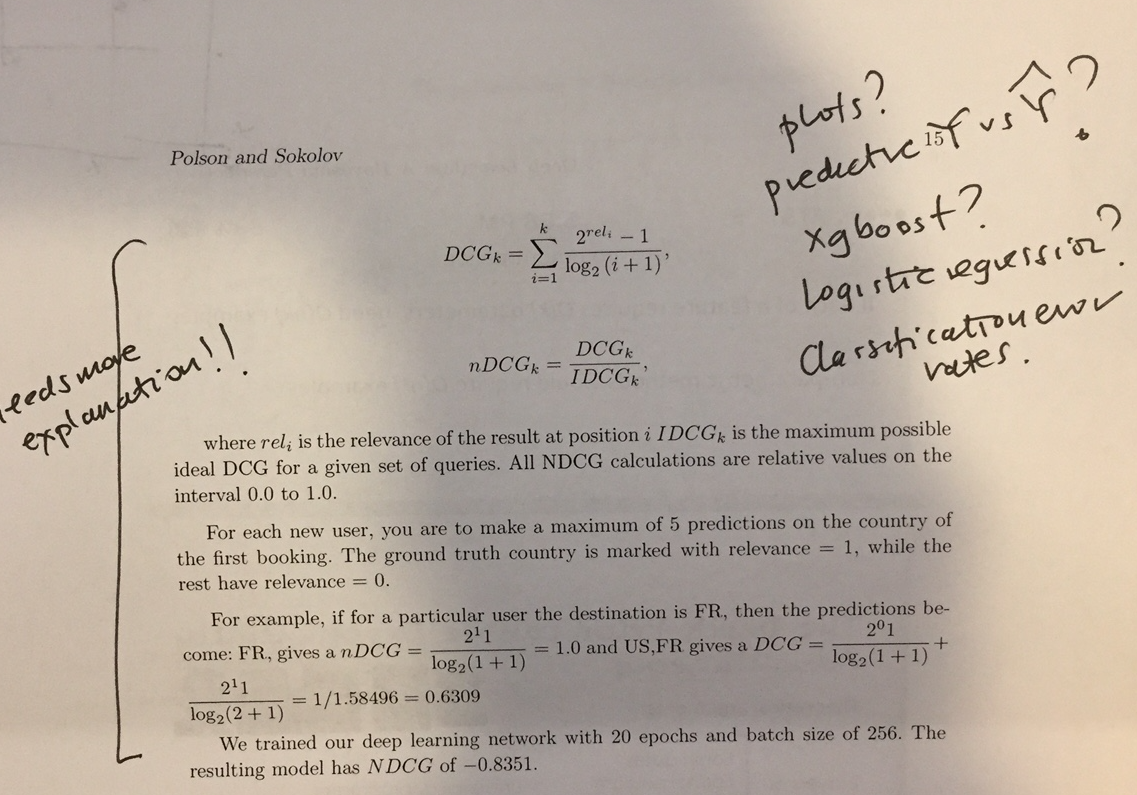 plots?
predictive Y vs Ŷ?
xgboost?
Logistic regression?
Classification error
rates.
Polson and Sokolov
15
DCG_k = \sum_{i=1}^{k} \frac{2^{rel_i} - 1}{\log_2 (i + 1)},
nDCG_k = \frac{DCG_k}{IDCG_k},
needs more
explanation!!
where rel_i is the relevance of the result at position i IDCG_k is the maximum possible
ideal DCG for a given set of queries. All NDCG calculations are relative values on the
interval 0.0 to 1.0.
For each new user, you are to make a maximum of 5 predictions on the country of
the first booking. The ground truth country is marked with relevance = 1, while the
rest have relevance = 0.
For example, if for a particular user the destination is FR, then the predictions be-
come: FR, gives a nDCG = \frac{2^1 1}{\log_2(1 + 1)} = 1.0 and US,FR gives a DCG = \frac{2^0 1}{\log_2(1 + 1)} +
\frac{2^1 1}{\log_2(2 + 1)} = 1/1.58496 = 0.6309
We trained our deep learning network with 20 epochs and batch size of 256. The
resulting model has NDCG of −0.8351.